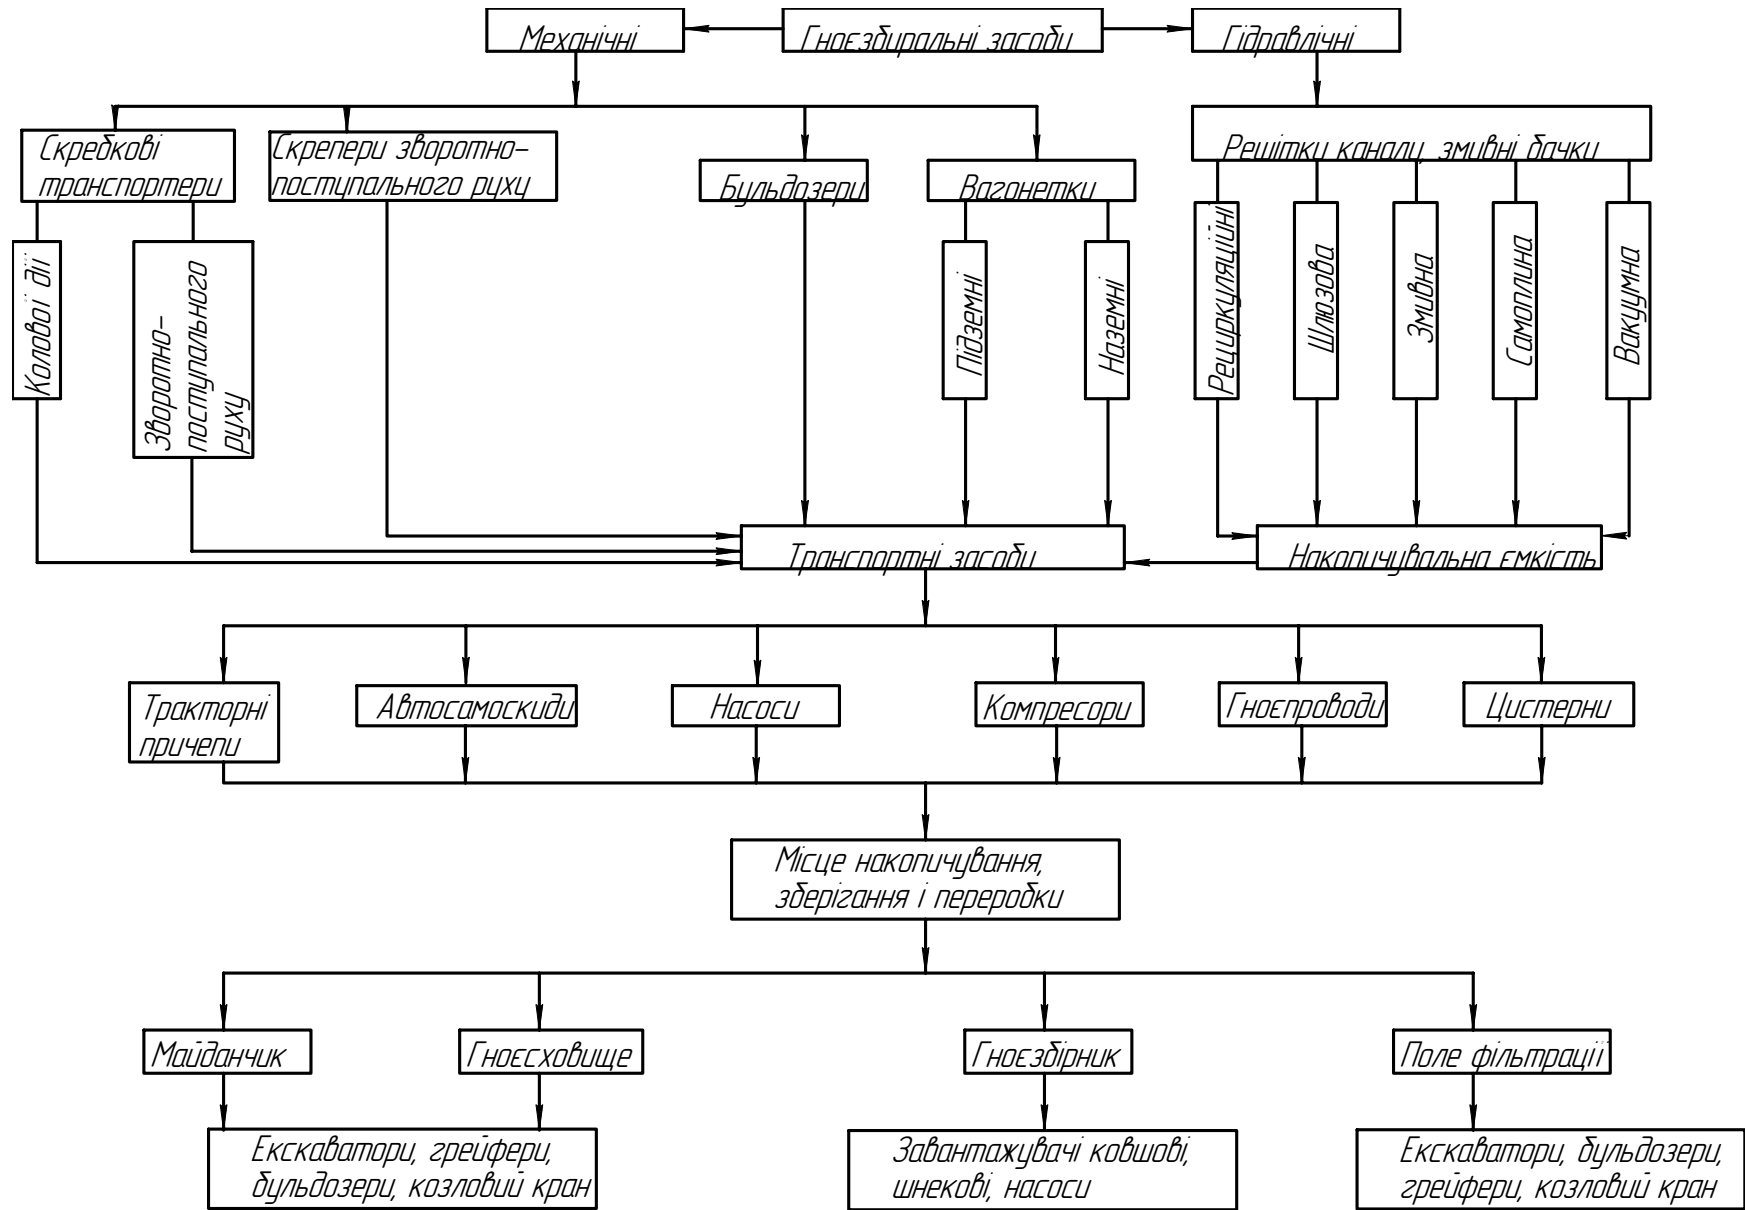 Механічні
Гноєзбиральні засоби
Гідравлічні
Скребкові
транспортери
Скрепери зворотно-
поступального руху
Бульдозери
Вагонетки
Решітки канали, змивні бачки
Колової дії
Зворотно-
поступального
руху
Підземні
Наземні
Рециркуляційні
Шлюзова
Змивна
Самоплина
Вакуумна
Транспортні засоби
Накопичувальна ємкість
Тракторні
причепи
Автосамоскиди
Насоси
Компресори
Гноєпроводи
Цистерни
Місце накопичування,
зберігання і переробки
Майданчик
Гноєсховище
Гноєзбірник
Поле фільтрації
Екскаватори, грейфери,
бульдозери, козловий кран
Завантажувачі ковшові,
шнекові, насоси
Екскаватори, бульдозери,
грейфери, козловий кран